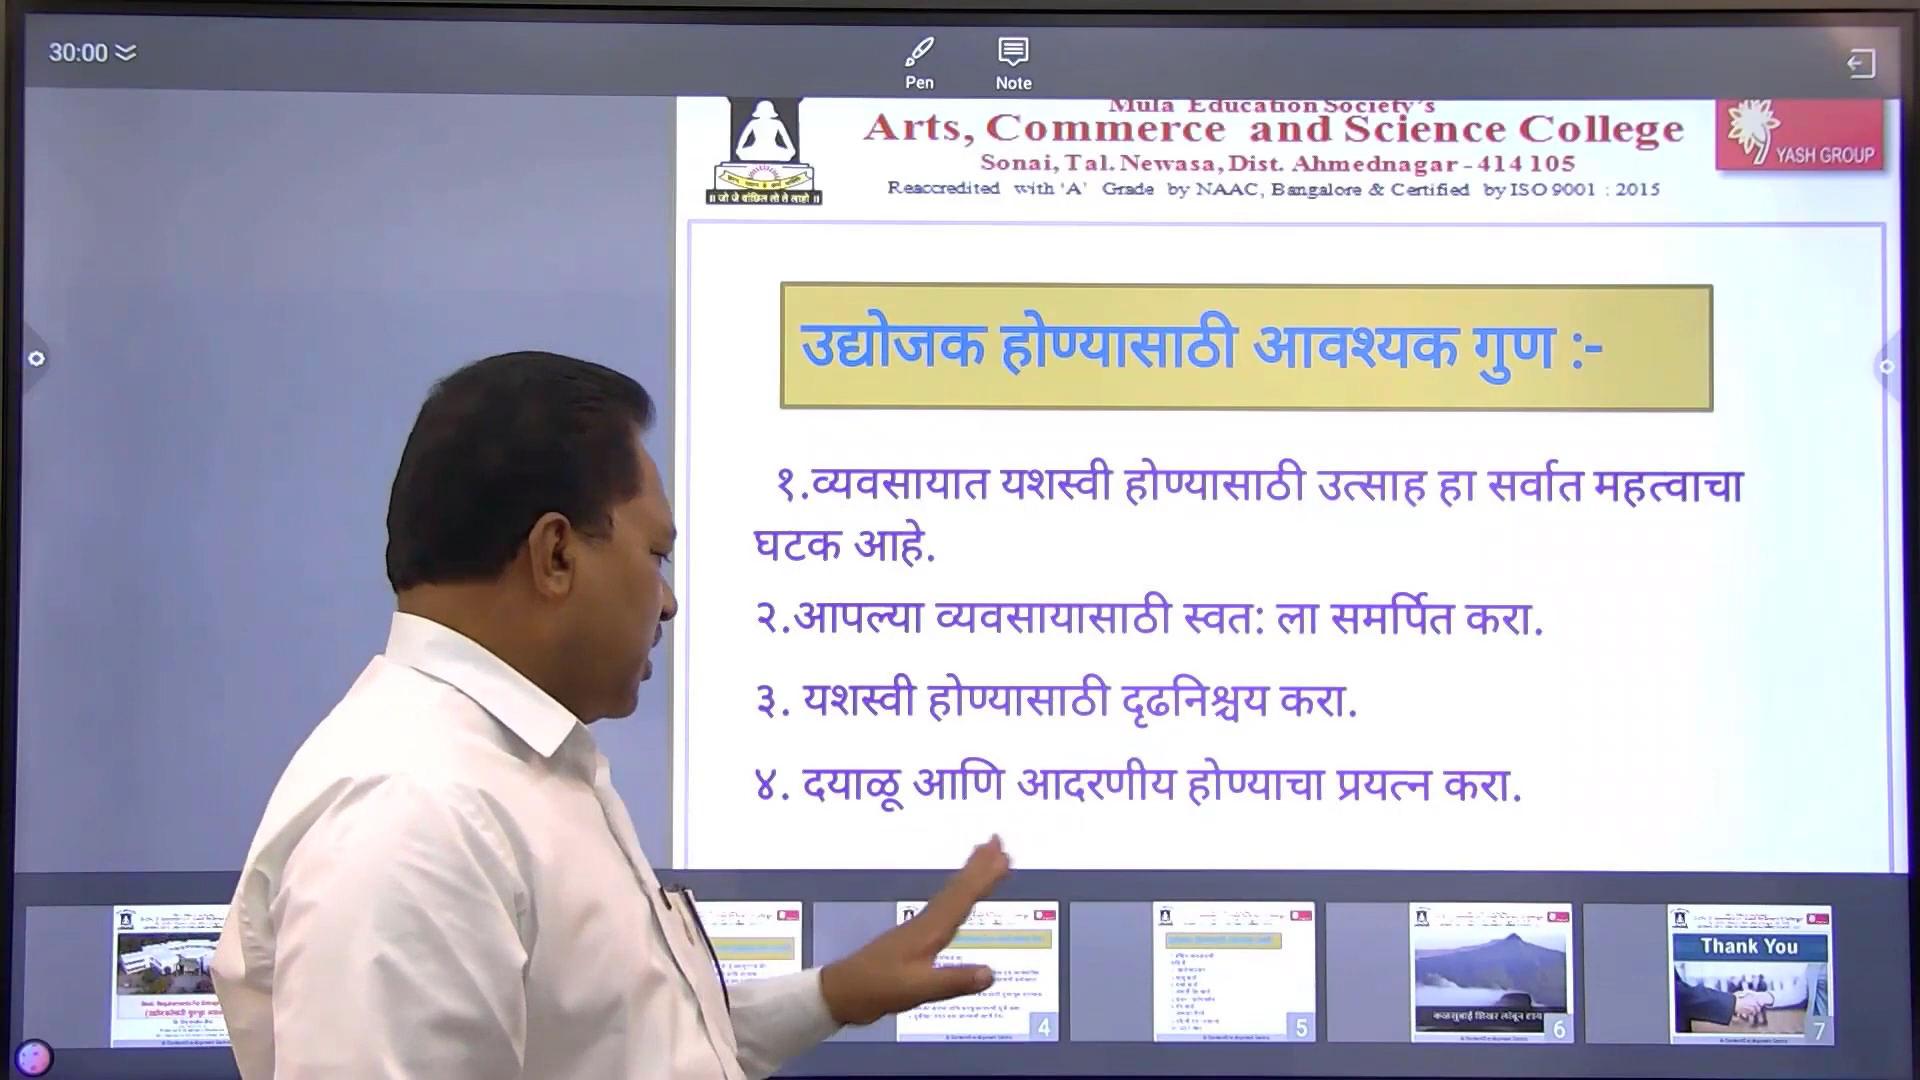 30:00
Pen
Note
Mula Education Society's
Arts, Commerce and Science College
Sonai, Tal. Newasa, Dist. Ahmednagar - 414 105
Reaccredited with 'A' Grade by NAAC, Bangalore & Certified by ISO 9001 : 2015
YASH GROUP
॥ जो जे वांछिल तो ते लाहो ॥
उद्योजक होण्यासाठी आवश्यक गुण :-
१.व्यवसायात यशस्वी होण्यासाठी उत्साह हा सर्वात महत्वाचा
घटक आहे.
२.आपल्या व्यवसायासाठी स्वत: ला समर्पित करा.
३. यशस्वी होण्यासाठी दृढनिश्चय करा.
४. दयाळू आणि आदरणीय होण्याचा प्रयत्न करा.
4
5
कळसुबाई शिखर लांबून दृश्य
6
Thank You
7